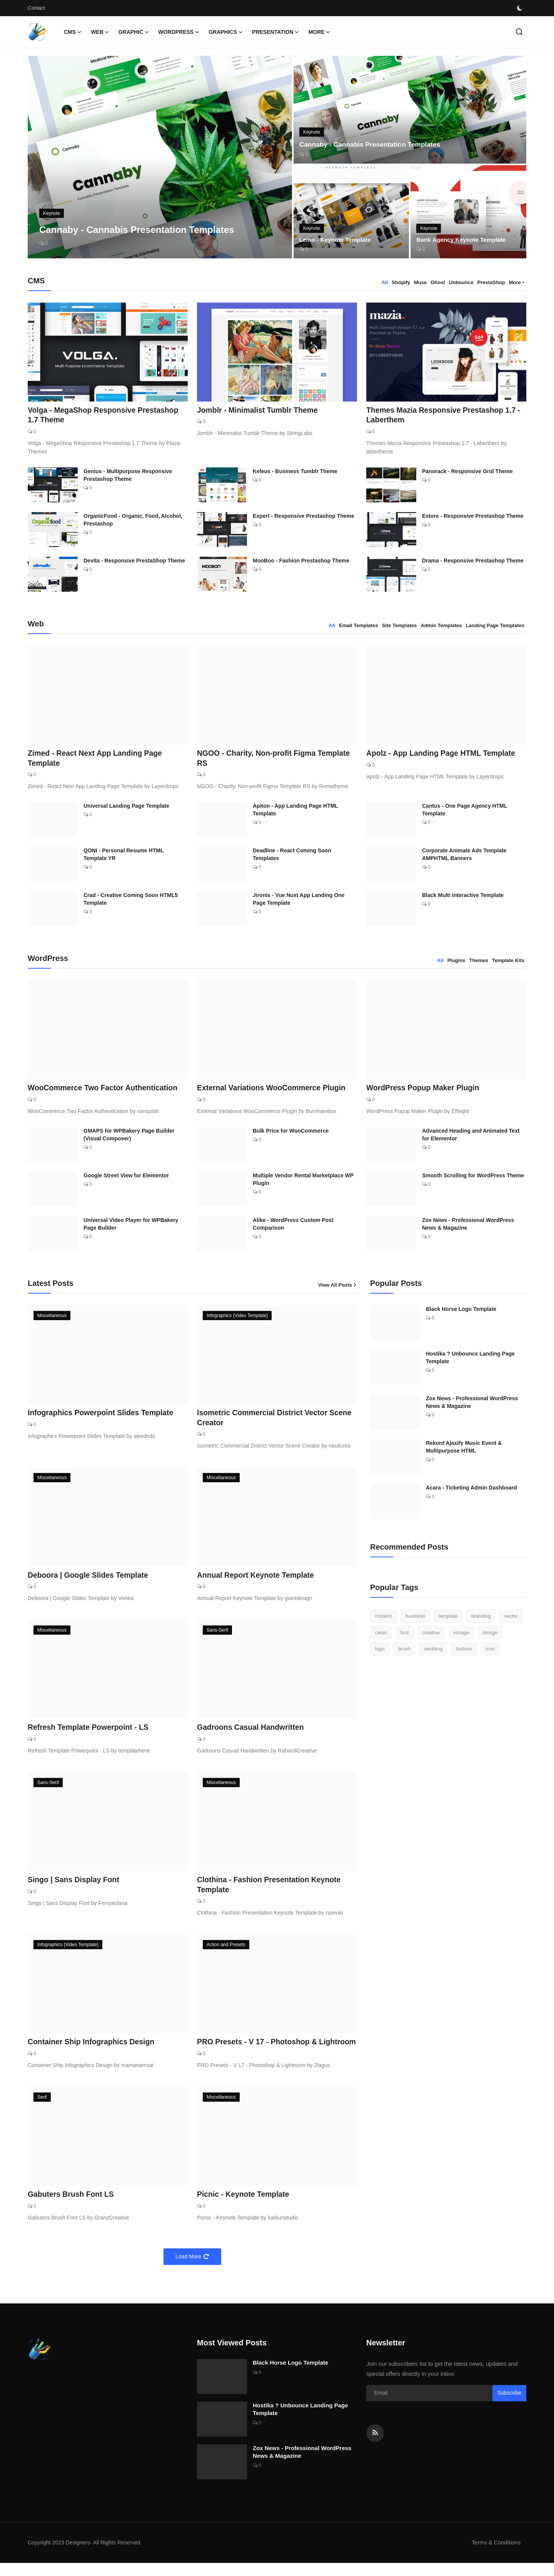 Contact
CMS
WEB
GRAPHIC
WORDPRESS
GRAPHICS
PRESENTATION
MORE
Cannaby
Keynote
Cannaby - Cannabis Presentation Templates
0
Keynote
Cannaby - Cannabis Presentation Templates
0
Keynote
Leino - Keynote Template
0
Keynote
Bank Agency Keynote Template
0
CMS
All Shopify Muse Ghost Unbounce PrestaShop More
VOLGA.
Volga - MegaShop Responsive Prestashop 1.7 Theme
0
Volga - MegaShop Responsive Prestashop 1.7 Theme by Plaza-Themes
Jomblr - Minimalist Tumblr Theme
0
Jomblr - Minimalist Tumblr Theme by StringLabs
mazia.
LOOKBOOK
Themes Mazia Responsive Prestashop 1.7 - Laberthem
0
Themes Mazia Responsive Prestashop 1.7 - Laberthem by labertheme
Genius - Multipurpose Responsive Prestashop Theme
0
Keleus - Business Tumblr Theme
0
Panorack - Responsive Grid Theme
0
OrganicFood - Organic, Food, Alcohol, Prestashop
0
Expert - Responsive Prestashop Theme
0
Estore - Responsive Prestashop Theme
0
Devita - Responsive PrestaShop Theme
0
MooBoo - Fashion Prestashop Theme
0
Drama - Responsive Prestashop Theme
0
Web
All Email Templates Site Templates Admin Templates Landing Page Templates
Zimed - React Next App Landing Page Template
0
Zimed - React Next App Landing Page Template by Layerdrops
NGOO - Charity, Non-profit Figma Template RS
0
NGOO - Charity, Non-profit Figma Template RS by Rometheme
Apolz - App Landing Page HTML Template
0
Apolz - App Landing Page HTML Template by Layerdrops
Universal Landing Page Template
0
Apiton - App Landing Page HTML Template
0
Cantus - One Page Agency HTML Template
0
QONI - Personal Resume HTML Template YR
0
Deadline - React Coming Soon Templates
0
Corporate Animate Ads Template AMPHTML Banners
0
Crad - Creative Coming Soon HTML5 Template
0
Jironis - Vue Nuxt App Landing One Page Template
0
Black Multi Interactive Template
0
WordPress
All Plugins Themes Template Kits
WooCommerce Two Factor Authentication
0
WooCommerce Two Factor Authentication by vanquish
External Variations WooCommerce Plugin
0
External Variations WooCommerce Plugin by Burnhambox
WordPress Popup Maker Plugin
0
WordPress Popup Maker Plugin by Elfsight
GMAPS for WPBakery Page Builder (Visual Composer)
0
Bulk Price for WooCommerce
0
Advanced Heading and Animated Text for Elementor
0
Google Street View for Elementor
0
Multiple Vendor Rental Marketplace WP Plugin
0
Smooth Scrolling for WordPress Theme
0
Universal Video Player for WPBakery Page Builder
0
Alike - WordPress Custom Post Comparison
0
Zox News - Professional WordPress News & Magazine
0
Latest Posts
View All Posts
Miscellaneous
Infographics Powerpoint Slides Template
0
Infographics Powerpoint Slides Template by alexdndz
Infographics (Video Template)
Isometric Commercial District Vector Scene Creator
0
Isometric Commercial District Vector Scene Creator by naulicrea
Miscellaneous
Deboora | Google Slides Template
0
Deboora | Google Slides Template by Vunira
Miscellaneous
Annual Report Keynote Template
0
Annual Report Keynote Template by giantdesign
Miscellaneous
Refresh Template Powerpoint - LS
0
Refresh Template Powerpoint - LS by templatehere
Sans-Serif
Gadroons Casual Handwritten
0
Gadroons Casual Handwritten by RahardiCreative
Sans-Serif
Singo | Sans Display Font
0
Singo | Sans Display Font by Ferryardana
Miscellaneous
Clothina - Fashion Presentation Keynote Template
0
Clothina - Fashion Presentation Keynote Template by raseuki
Infographics (Video Template)
Container Ship Infographics Design
0
Container Ship Infographics Design by mamanamsai
Action and Presets
PRO Presets - V 17 - Photoshop & Lightroom
0
PRO Presets - V 17 - Photoshop & Lightroom by 2lagus
Serif
Gabuters Brush Font LS
0
Gabuters Brush Font LS by GranzCreative
Miscellaneous
Picnic - Keynote Template
0
Picnic - Keynote Template by karkunstudio
Load More
Popular Posts
Black Horse Logo Template
0
Hostika ? Unbounce Landing Page Template
0
Zox News - Professional WordPress News & Magazine
0
Rekord Ajaxify Music Event & Multipurpose HTML
0
Acara - Ticketing Admin Dashboard
0
Recommended Posts
Popular Tags
modern business template branding vector
clean font creative vintage design
logo brush wedding fashion icon
Most Viewed Posts
Black Horse Logo Template
0
Hostika ? Unbounce Landing Page Template
0
Zox News - Professional WordPress News & Magazine
0
Newsletter
Join our subscribers list to get the latest news, updates and special offers directly in your inbox
Email
Subscribe
Copyright 2023 Designers- All Rights Reserved.
Terms & Conditions